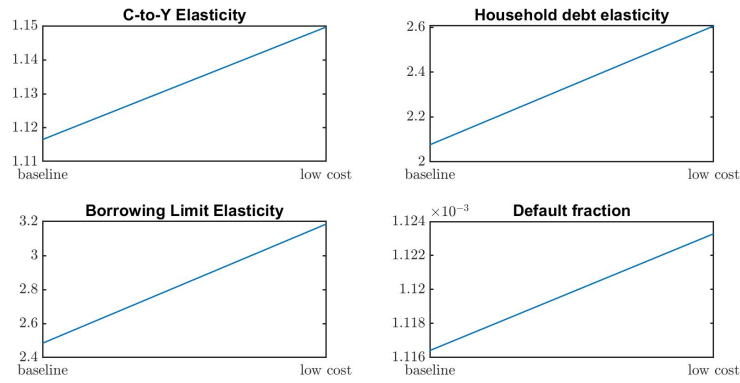 C-to-Y Elasticity
1.15
1.14
1.13
1.12
1.11
baseline low cost
Household debt elasticity
2.6
2.4
2.2
2
baseline low cost
Borrowing Limit Elasticity
3.2
3
2.8
2.6
2.4
baseline low cost
Default fraction
×10⁻³
1.124
1.122
1.12
1.118
1.116
baseline low cost